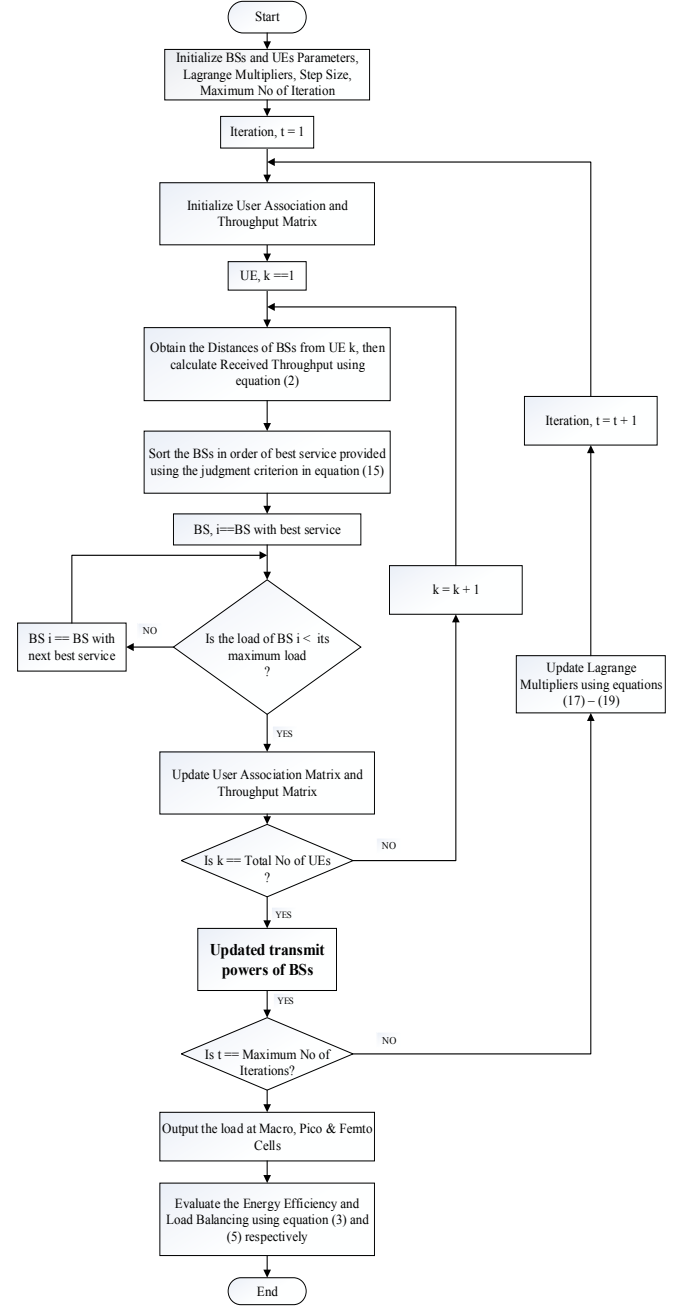 Start
Initialize BSs and UEs Parameters,
Lagrange Multipliers, Step Size,
Maximum No of Iteration
Iteration, t = 1
Initialize User Association and
Throughput Matrix
UE, k ==1
Obtain the Distances of BSs from UE k, then
calculate Received Throughput using
equation (2)
Iteration, t = t + 1
Sort the BSs in order of best service provided
using the judgment criterion in equation (15)
BS, i==BS with best service
k = k + 1
NO
BS i == BS with
next best service
Is the load of BS i < its
maximum load
?
Update Lagrange
Multipliers using equations
(17) – (19)
YES
Update User Association Matrix and
Throughput Matrix
Is k == Total No of UEs
?
NO
YES
Updated transmit
powers of BSs
YES
Is t == Maximum No of
Iterations?
NO
Output the load at Macro, Pico & Femto
Cells
Evaluate the Energy Efficiency and
Load Balancing using equation (3) and
(5) respectively
End